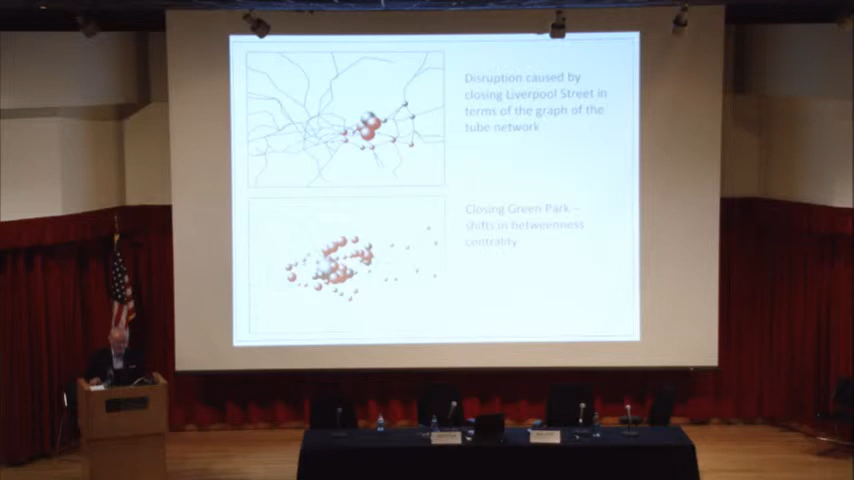 Disruption caused by
closing Liverpool Street in
terms of the graph of the
tube network
Closing Green Park –
shifts in betweenness
centrality